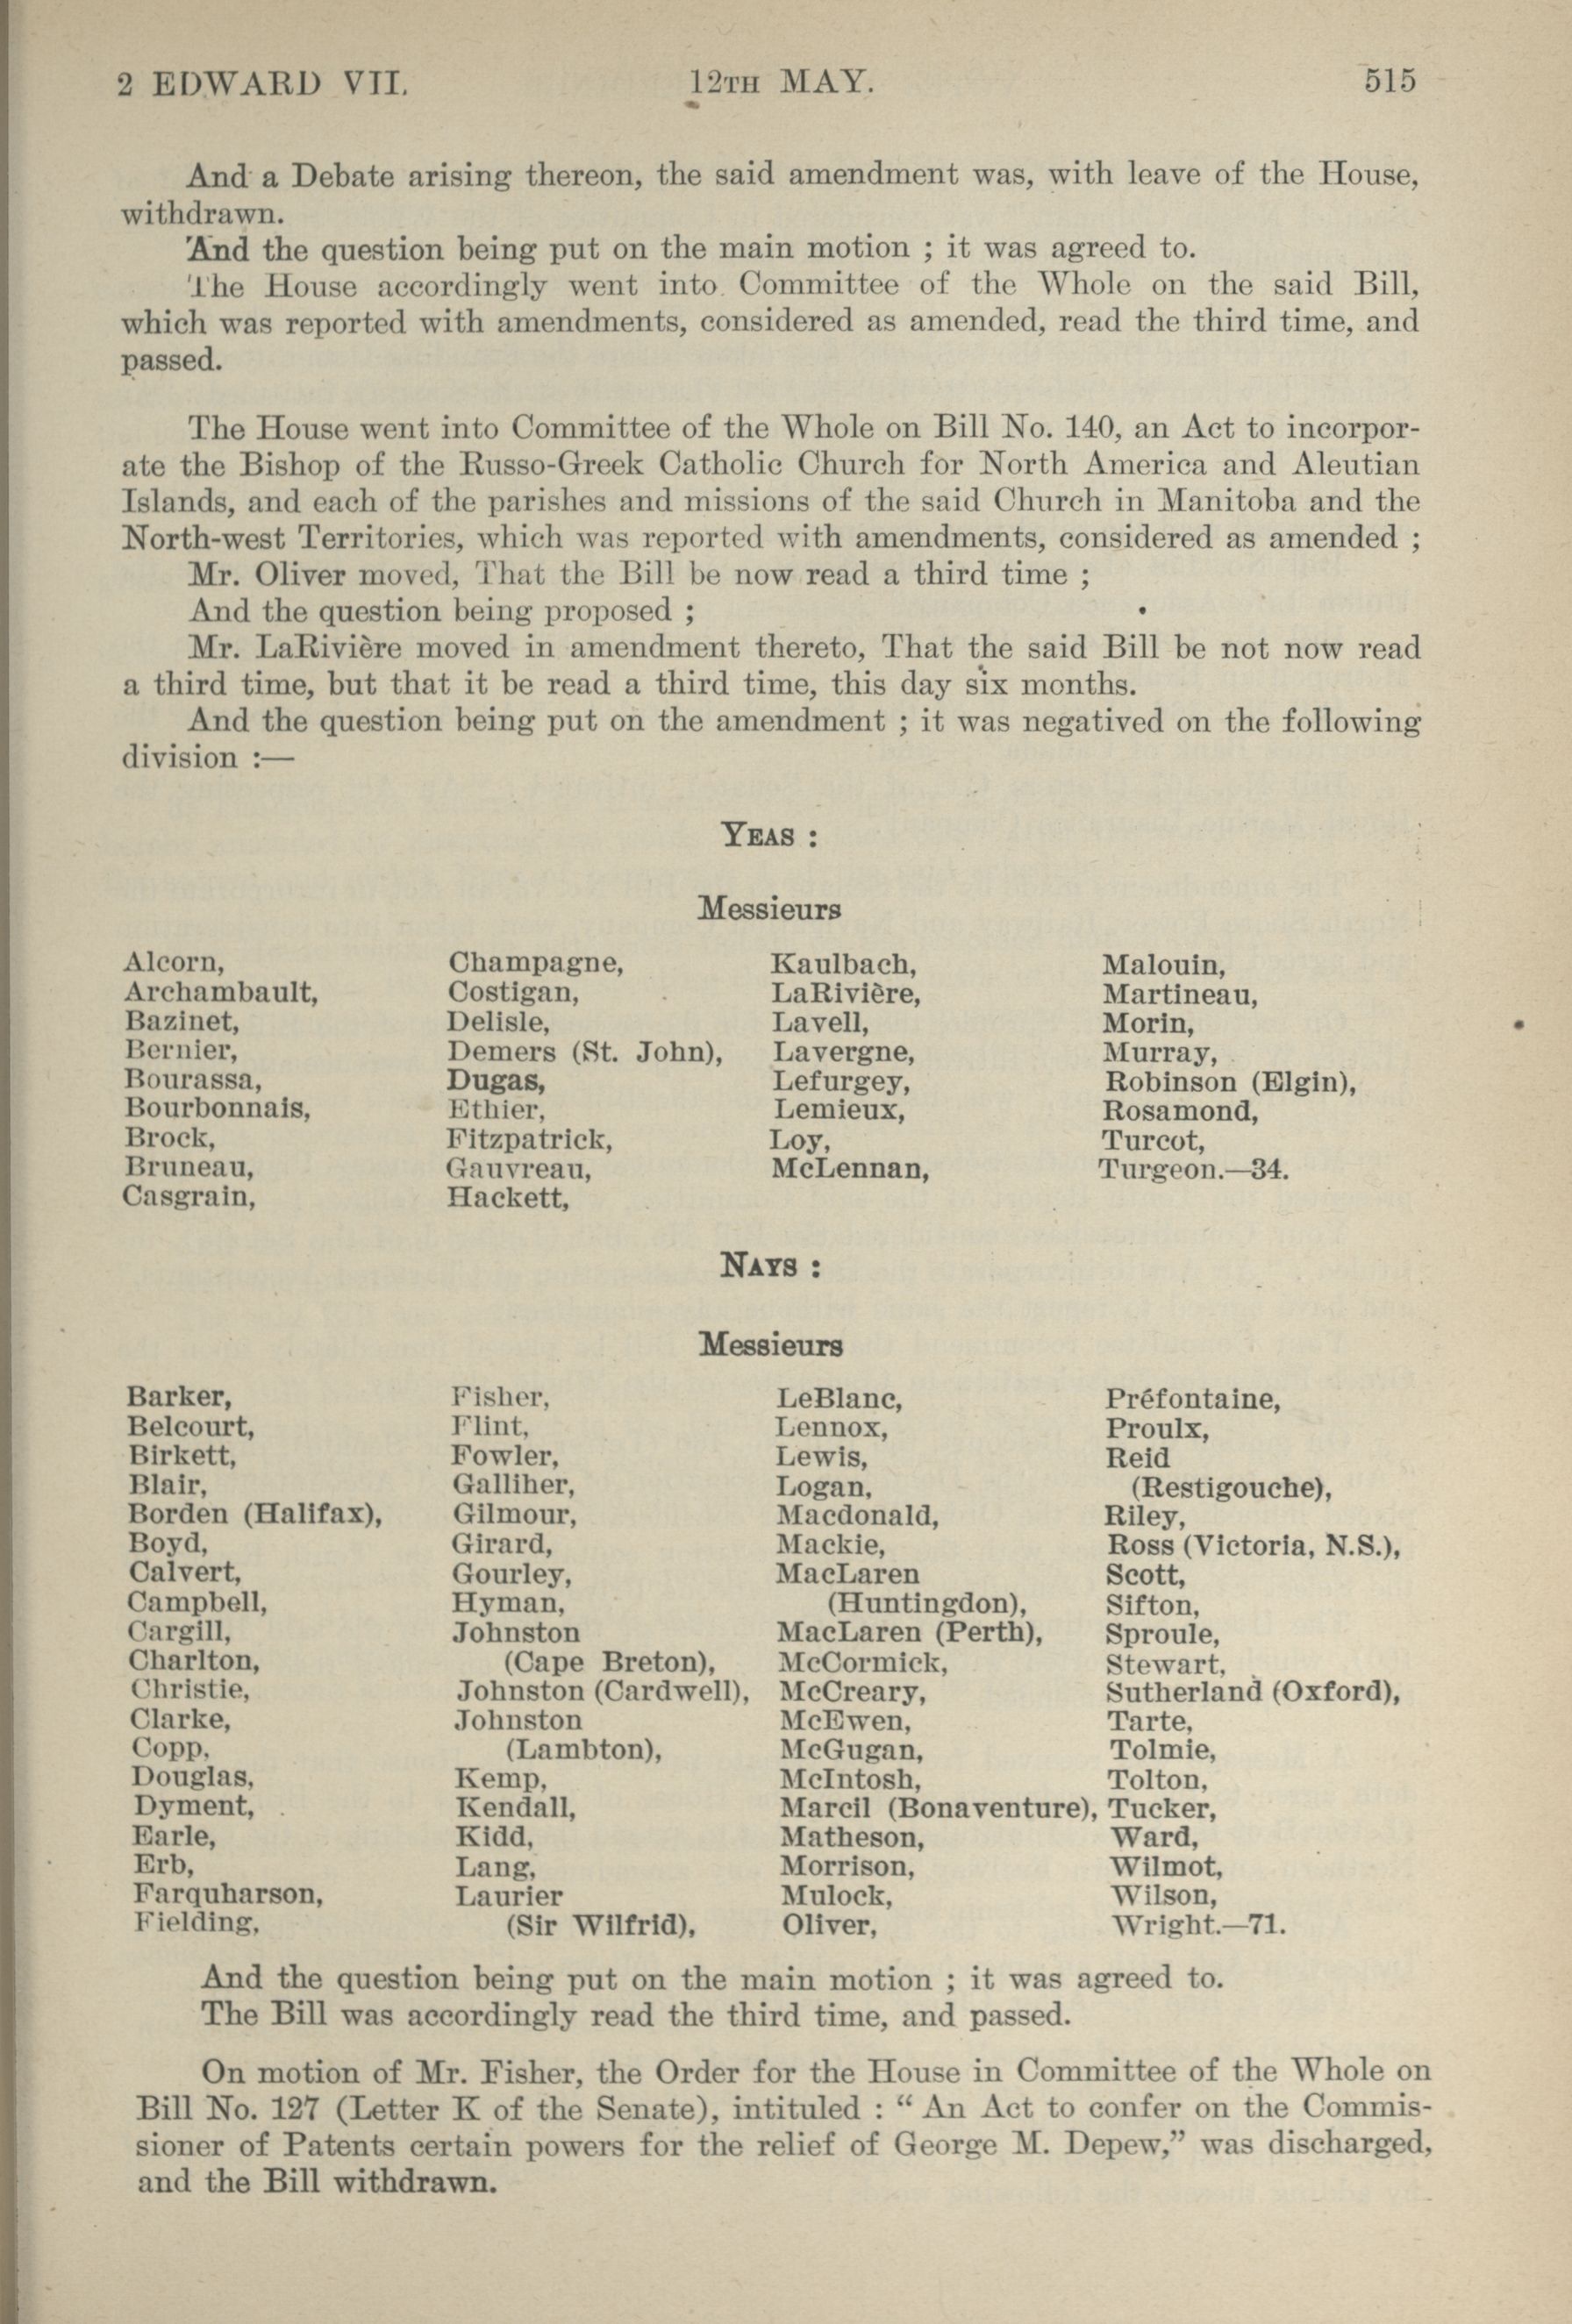 2 EDWARD VII. 12TH MAY. 515
And a Debate arising thereon, the said amendment was, with leave of the House,
withdrawn.
And the question being put on the main motion ; it was agreed to.
The House accordingly went into Committee of the Whole on the said Bill,
which was reported with amendments, considered as amended, read the third time, and
passed.
The House went into Committee of the Whole on Bill No. 140, an Act to incorpor-
ate the Bishop of the Russo-Greek Catholic Church for North America and Aleutian
Islands, and each of the parishes and missions of the said Church in Manitoba and the
North-west Territories, which was reported with amendments, considered as amended ;
Mr. Oliver moved, That the Bill be now read a third time ;
And the question being proposed ;
Mr. LaRivière moved in amendment thereto, That the said Bill be not now read
a third time, but that it be read a third time, this day six months.
And the question being put on the amendment ; it was negatived on the following
division :—
YEAS :
Messieurs
Alcorn,
Archambault,
Bazinet,
Bernier,
Bourassa,
Bourbonnais,
Brock,
Bruneau,
Casgrain,
Champagne,
Costigan,
Delisle,
Demers (St. John),
Dugas,
Ethier,
Fitzpatrick,
Gauvreau,
Hackett,
Kaulbach,
LaRivière,
Lavell,
Lavergne,
Lefurgey,
Lemieux,
Loy,
McLennan,
Malouin,
Martineau,
Morin,
Murray,
Robinson (Elgin),
Rosamond,
Turcot,
Turgeon.—34.
NAYS :
Messieurs
Barker,
Belcourt,
Birkett,
Blair,
Borden (Halifax),
Boyd,
Calvert,
Campbell,
Cargill,
Charlton,
Christie,
Clarke,
Copp,
Douglas,
Dyment,
Earle,
Erb,
Farquharson,
Fielding,
Fisher,
Flint,
Fowler,
Galliher,
Gilmour,
Girard,
Gourley,
Hyman,
Johnston
(Cape Breton),
Johnston (Cardwell),
Johnston
(Lambton),
Kemp,
Kendall,
Kidd,
Lang,
Laurier
(Sir Wilfrid),
LeBlanc,
Lennox,
Lewis,
Logan,
Macdonald,
Mackie,
MacLaren
(Huntingdon),
MacLaren (Perth),
McCormick,
McCreary,
McEwen,
McGugan,
McIntosh,
Marcil (Bonaventure),
Matheson,
Morrison,
Mulock,
Oliver,
Préfontaine,
Proulx,
Reid
(Restigouche),
Riley,
Ross (Victoria, N.S.),
Scott,
Sifton,
Sproule,
Stewart,
Sutherland (Oxford),
Tarte,
Tolmie,
Tolton,
Tucker,
Ward,
Wilmot,
Wilson,
Wright.—71.
And the question being put on the main motion ; it was agreed to.
The Bill was accordingly read the third time, and passed.
On motion of Mr. Fisher, the Order for the House in Committee of the Whole on
Bill No. 127 (Letter K of the Senate), intituled : “ An Act to confer on the Commis-
sioner of Patents certain powers for the relief of George M. Depew,” was discharged,
and the Bill withdrawn.